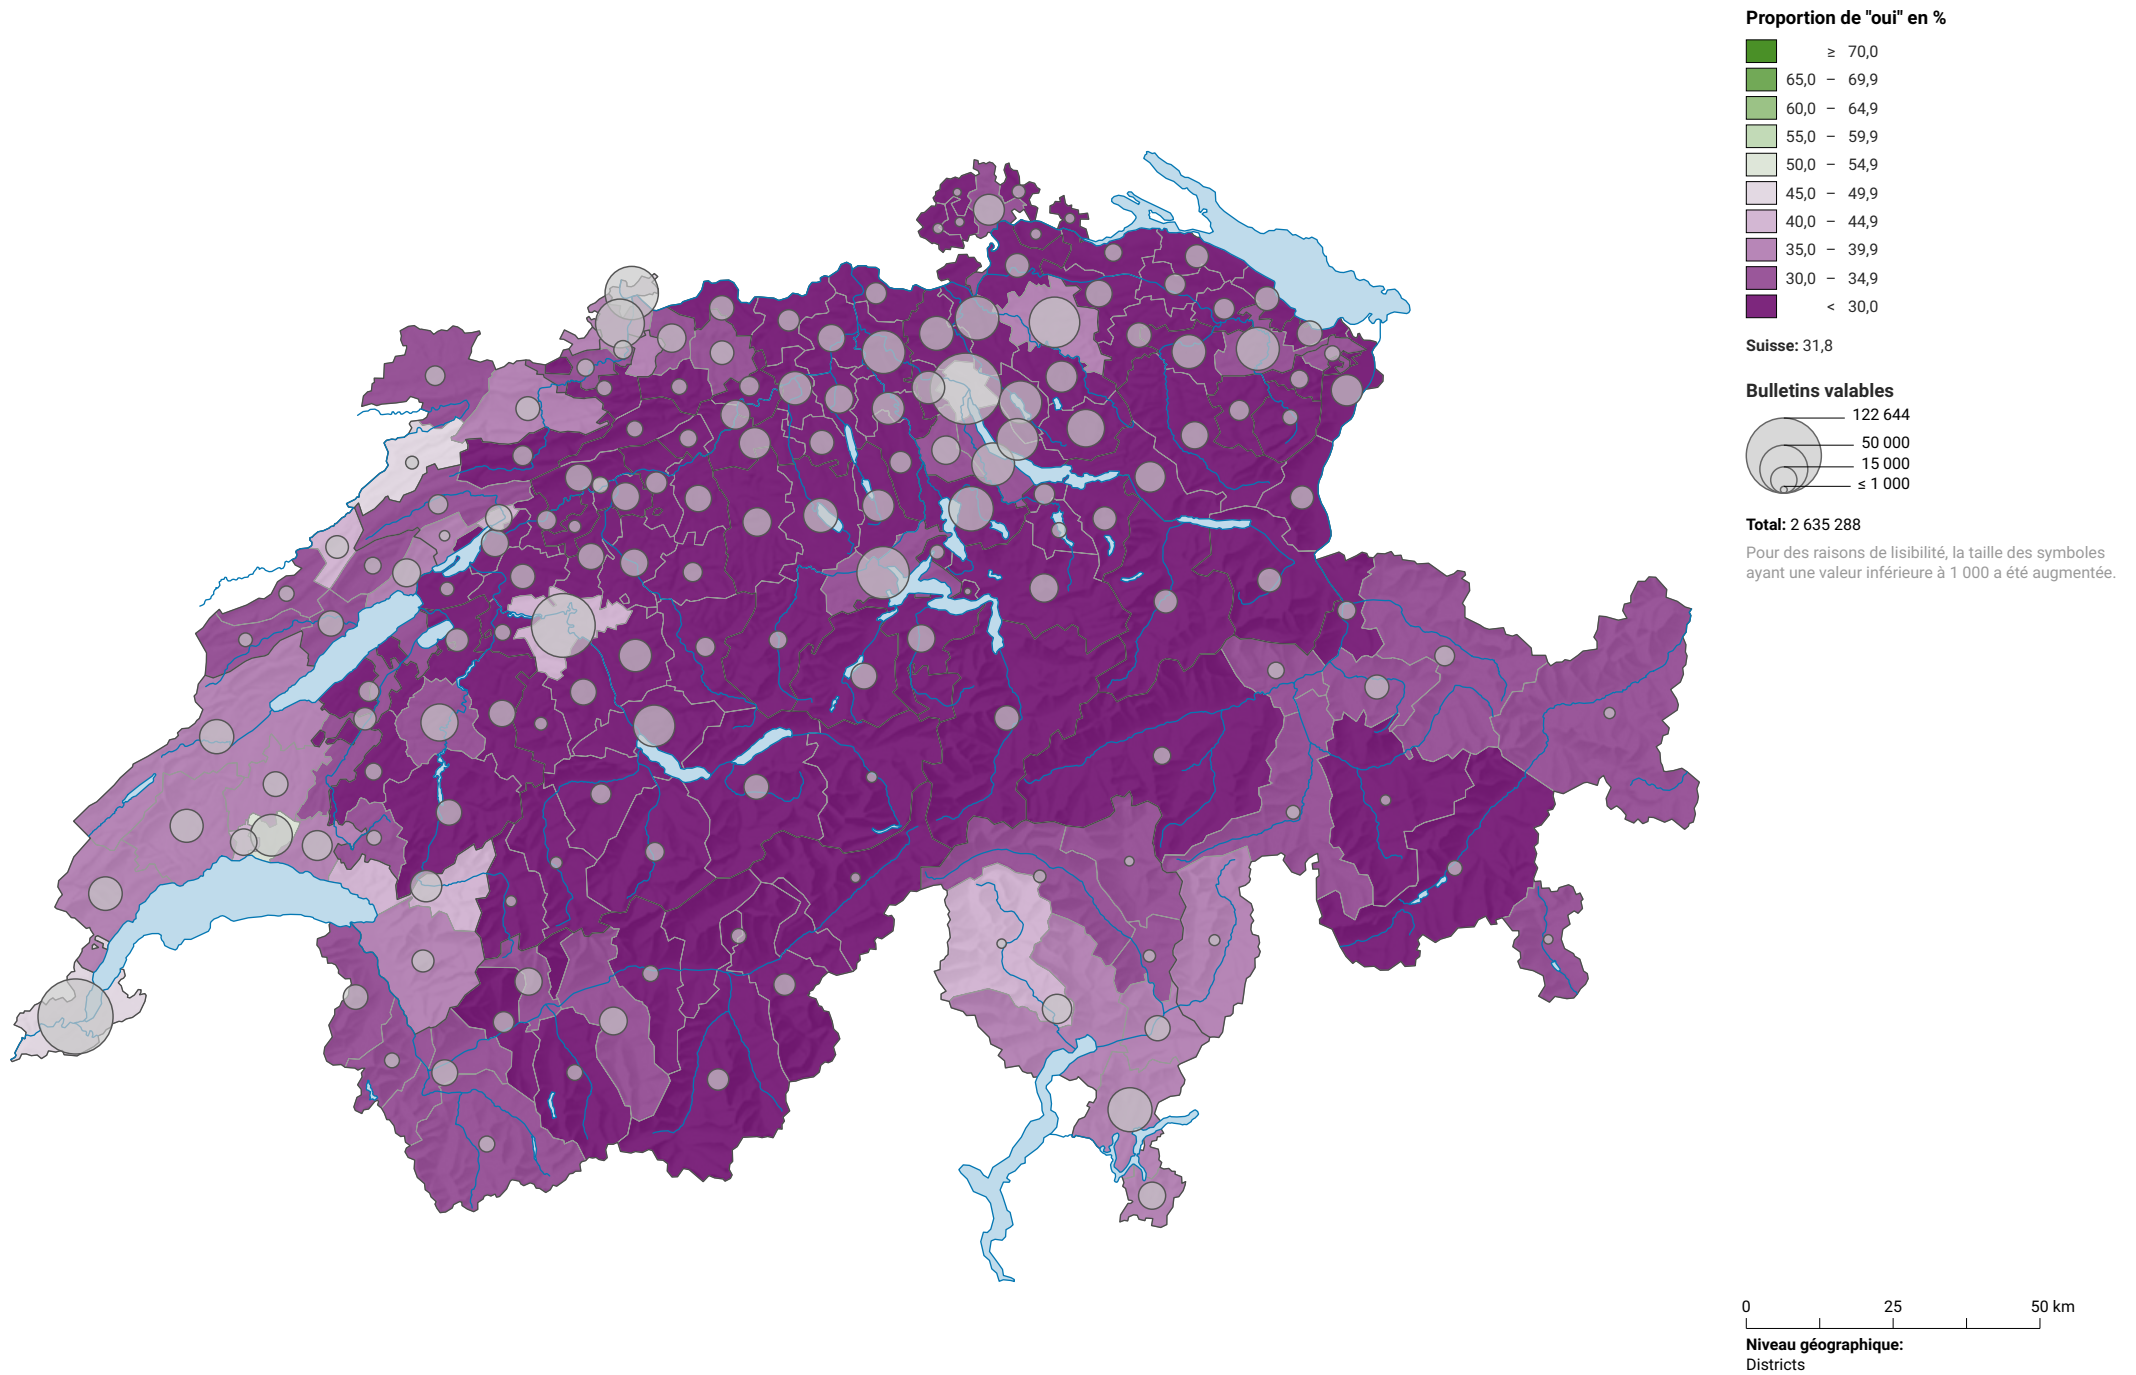 Proportion de "oui" en %
≥ 70,0
65,0 – 69,9
60,0 – 64,9
55,0 – 59,9
50,0 – 54,9
45,0 – 49,9
40,0 – 44,9
35,0 – 39,9
30,0 – 34,9
< 30,0
Suisse: 31,8
Bulletins valables
122 644
50 000
15 000
≤ 1 000
Total: 2 635 288
Pour des raisons de lisibilité, la taille des symboles
ayant une valeur inférieure à 1 000 a été augmentée.
0 25 50 km
Niveau géographique:
Districts